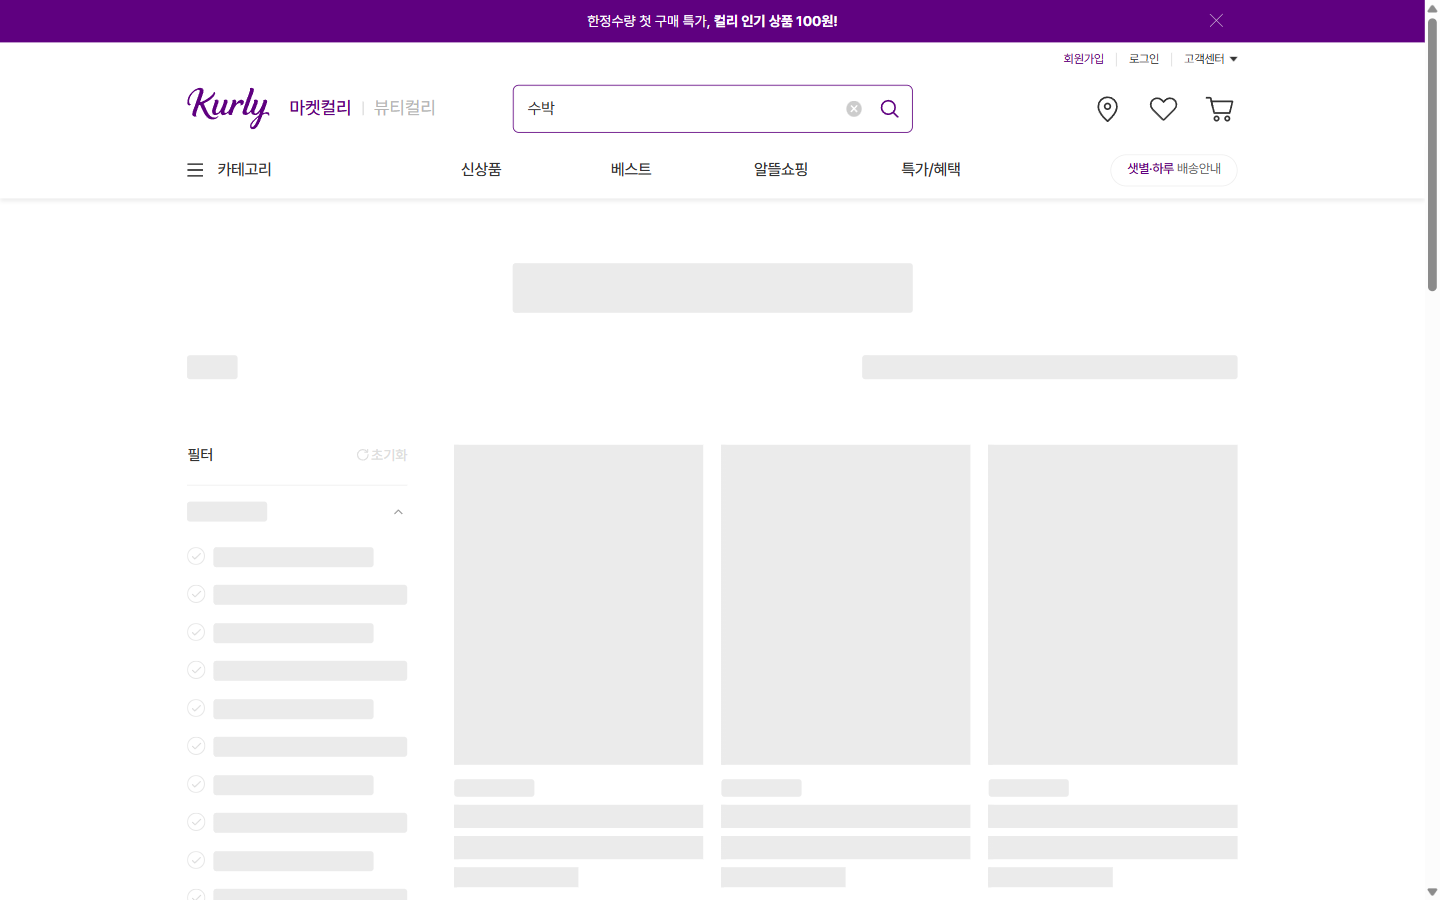 한정수량 첫 구매 특가, 컬리 인기 상품 100원!
회원가입 로그인 고객센터
Kurly 마켓컬리 뷰티컬리 수박
카테고리 신상품 베스트 알뜰쇼핑 특가/혜택 샛별·하루 배송안내
필터 초기화